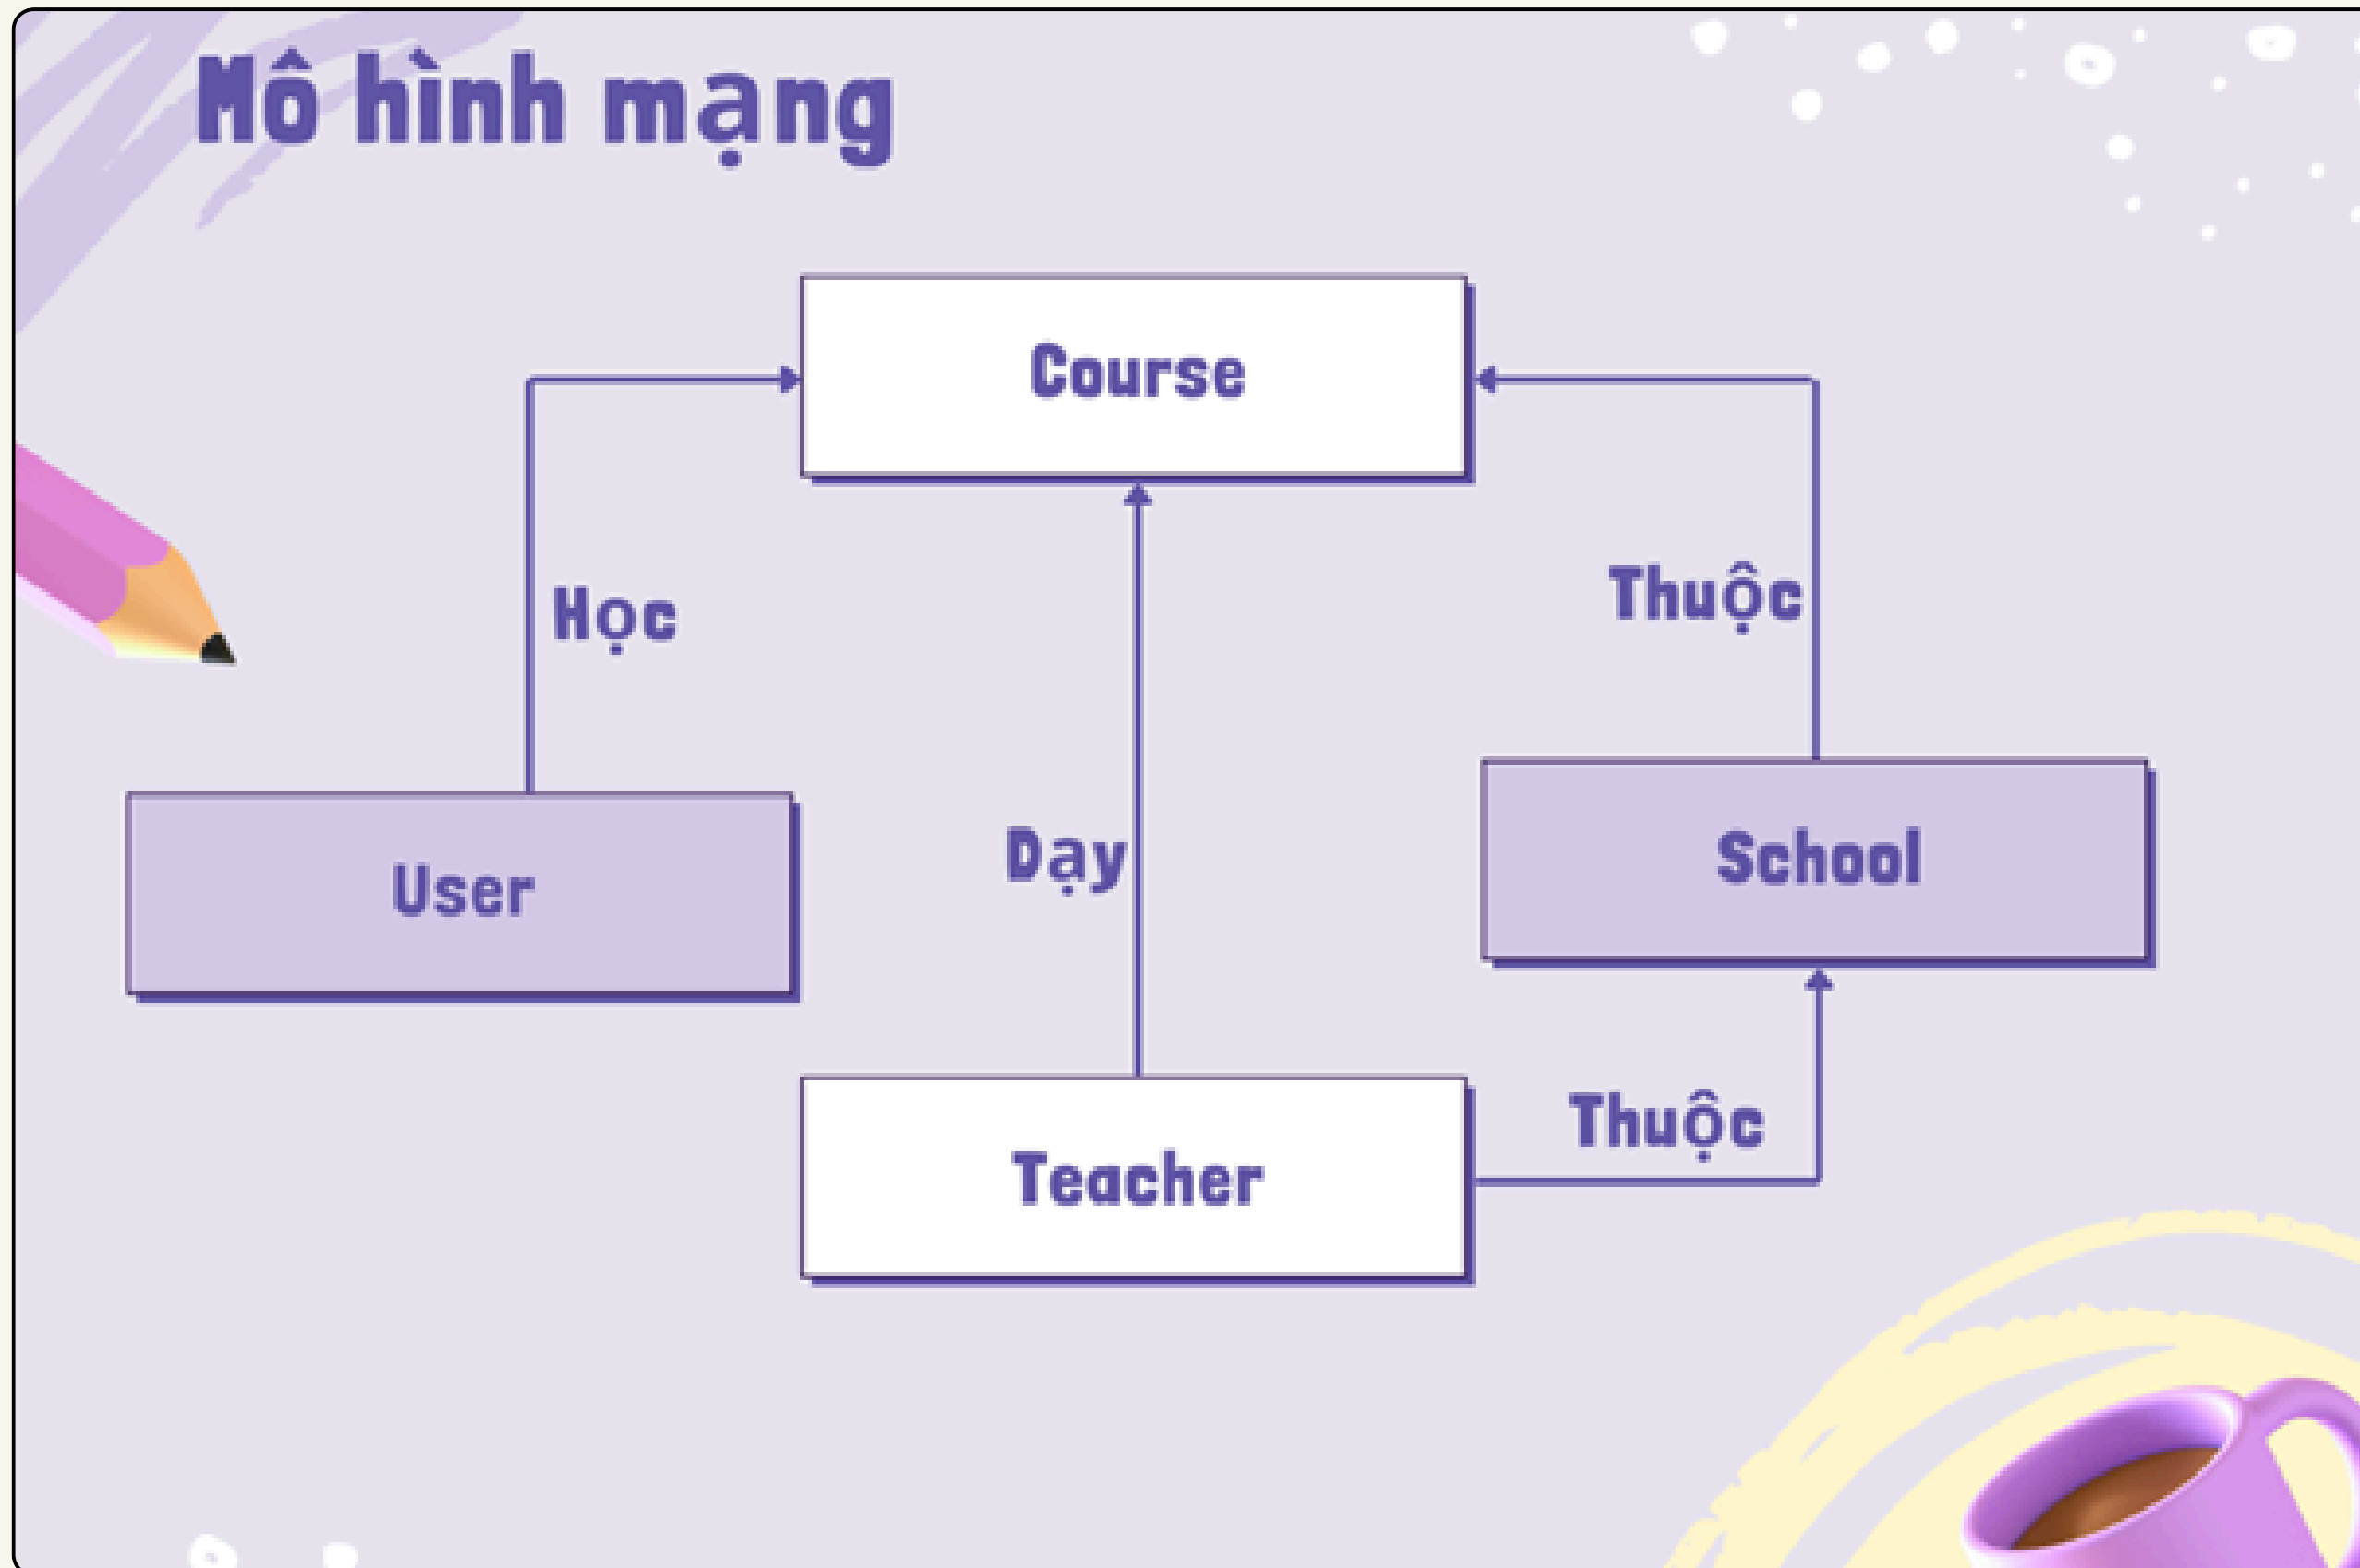 Mô hình mạng
Course
Học
Thuộc
User
Dạy
School
Teacher
Thuộc